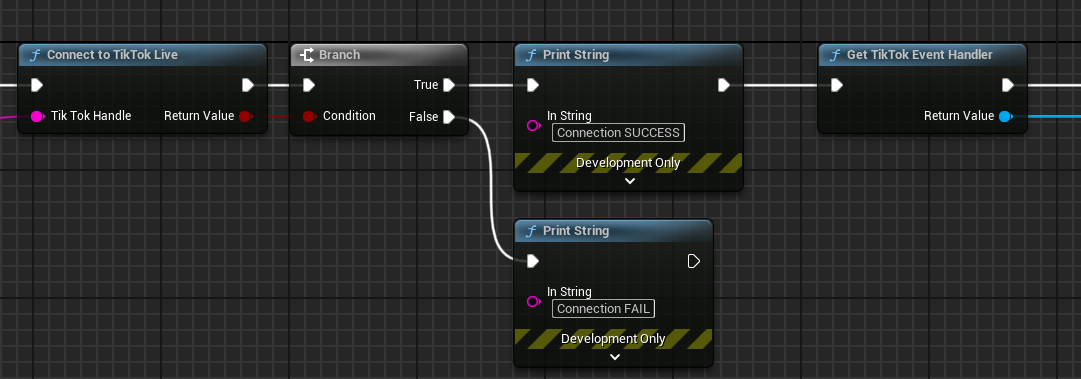 Connect to TikTok Live
Tik Tok Handle
Return Value
Branch
Condition
True
False
Print String
In String
Connection SUCCESS
Development Only
Print String
In String
Connection FAIL
Development Only
Get TikTok Event Handler
Return Value